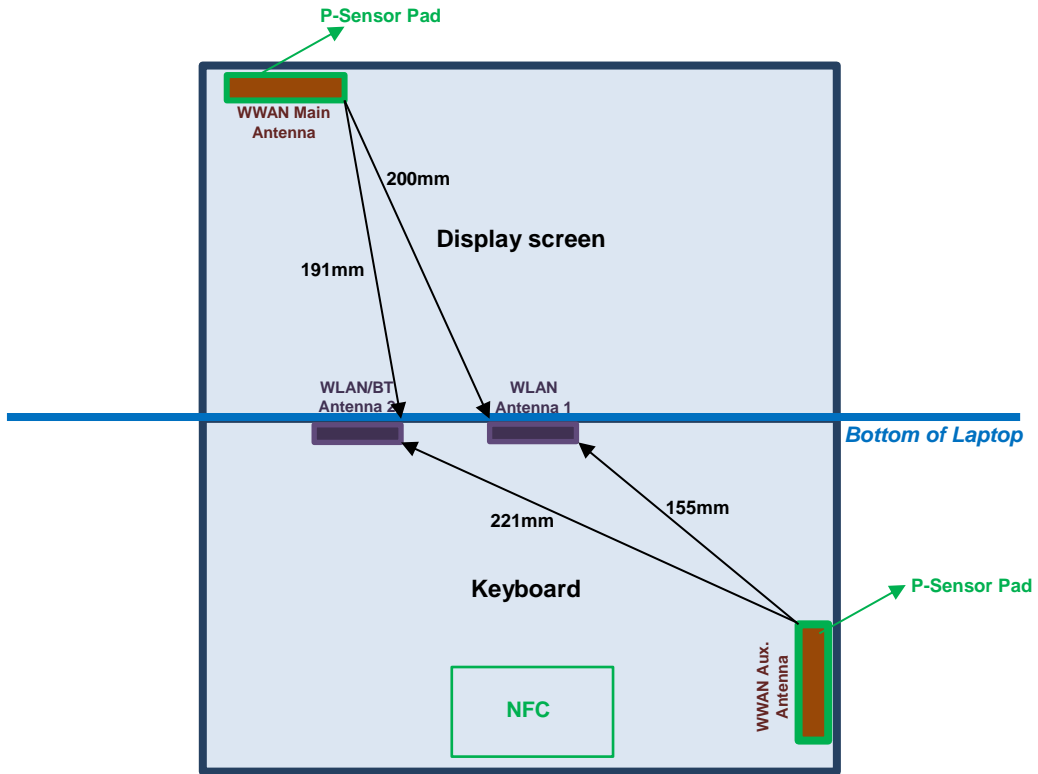 P-Sensor Pad
WWAN Main
Antenna
200mm
Display screen
191mm
WLAN/BT
Antenna 2
WLAN
Antenna 1
Bottom of Laptop
221mm
155mm
Keyboard
P-Sensor Pad
WWAN Aux.
Antenna
NFC